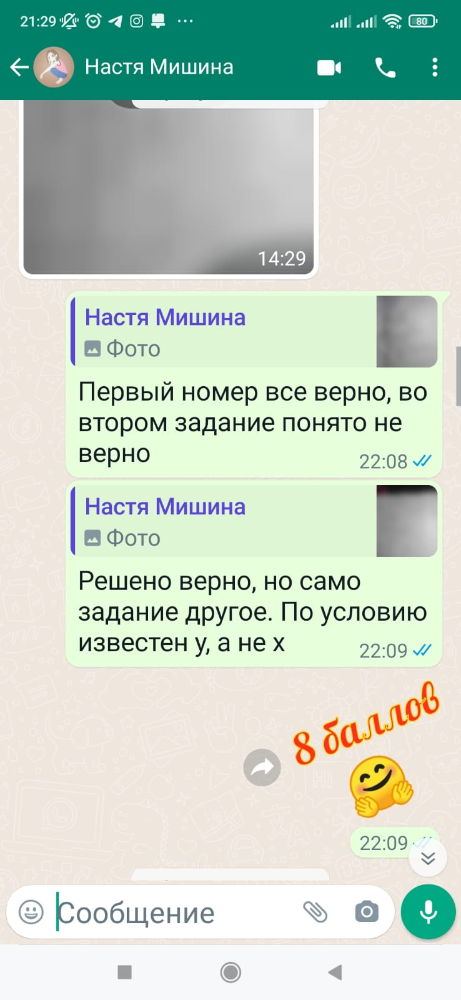 21:29
80
Настя Мишина
14:29
Настя Мишина
Фото
Первый номер все верно, во
втором задание понято не
верно
22:08
Настя Мишина
Фото
Решено верно, но само
задание другое. По условию
известен у, а не х
22:09
8 баллов
22:09
Сообщение